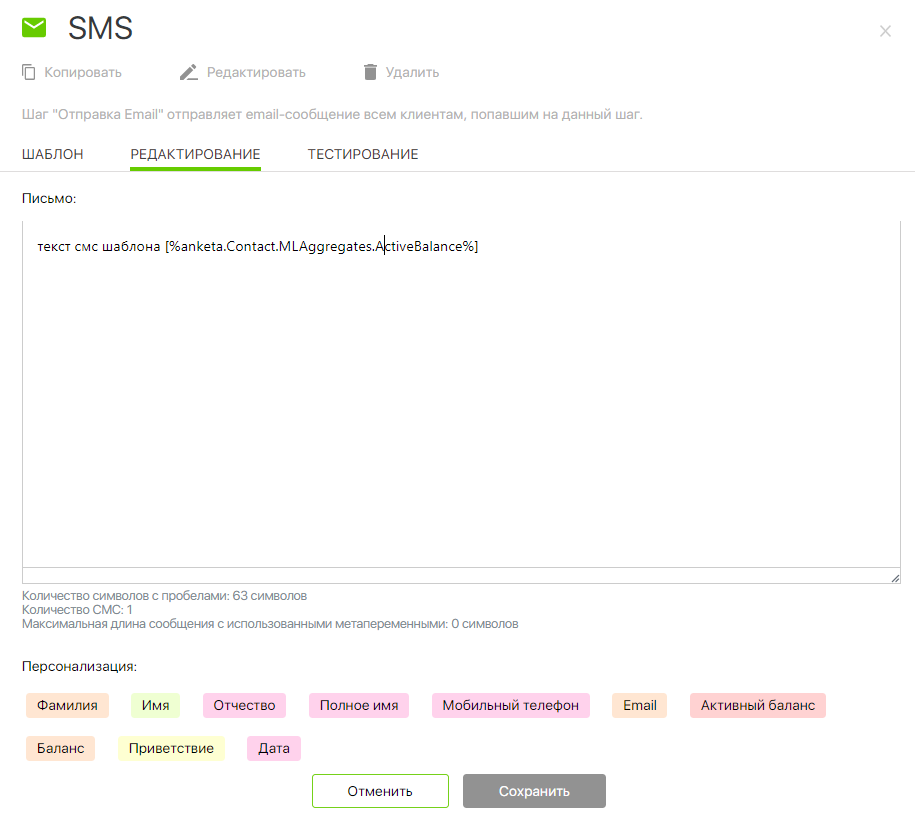 SMS
Копировать Редактировать Удалить
Шаг "Отправка Email" отправляет email-сообщение всем клиентам, попавшим на данный шаг.
ШАБЛОН РЕДАКТИРОВАНИЕ ТЕСТИРОВАНИЕ
Письмо:
текст смс шаблона [%anketa.Contact.MLAggregates.ActiveBalance%]
Количество символов с пробелами: 63 символов
Количество СМС: 1
Максимальная длина сообщения с использованными метапеременными: 0 символов
Персонализация:
Фамилия Имя Отчество Полное имя Мобильный телефон Email Активный баланс
Баланс Приветствие Дата
Отменить Сохранить